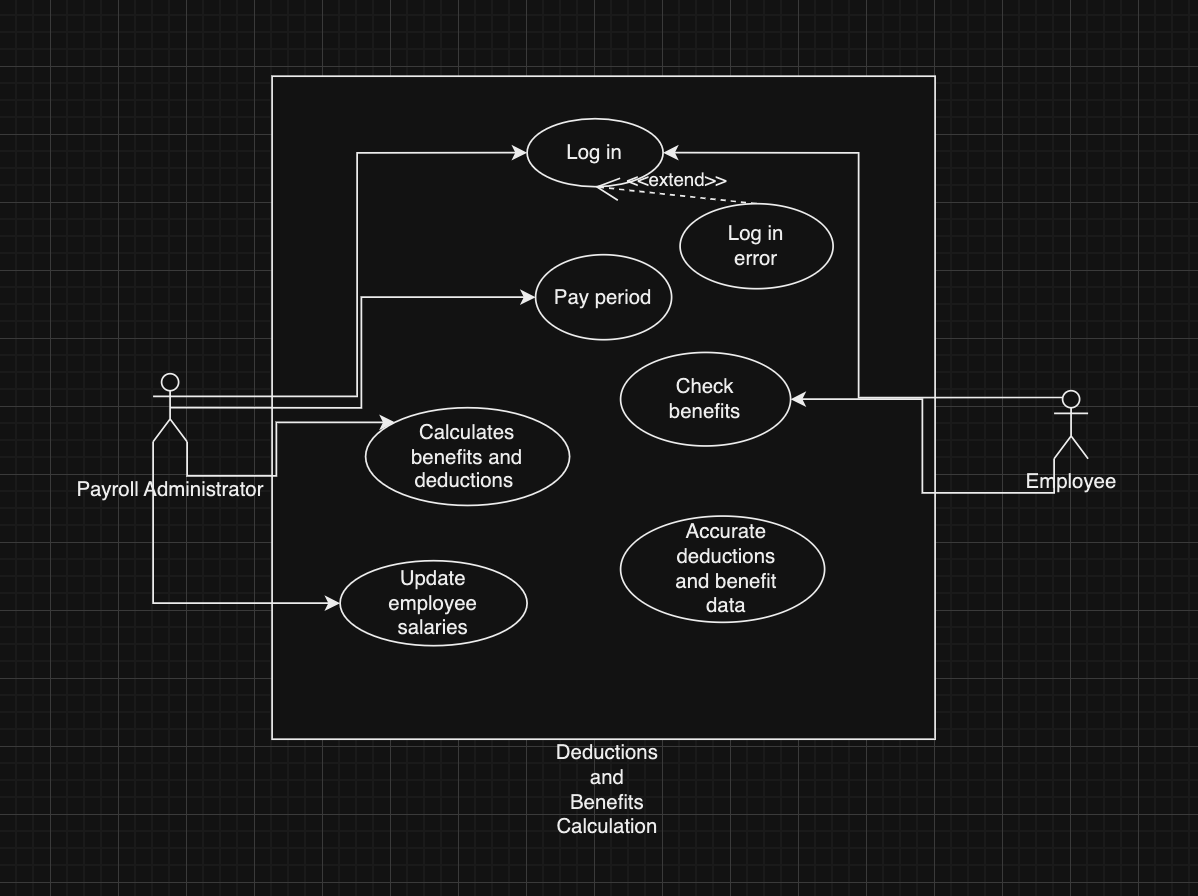 Log in
<<extend>>
Log in
error
Pay period
Check
benefits
Calculates
benefits and
deductions
Payroll Administrator
Employee
Accurate
deductions
and benefit
data
Update
employee
salaries
Deductions
and
Benefits
Calculation